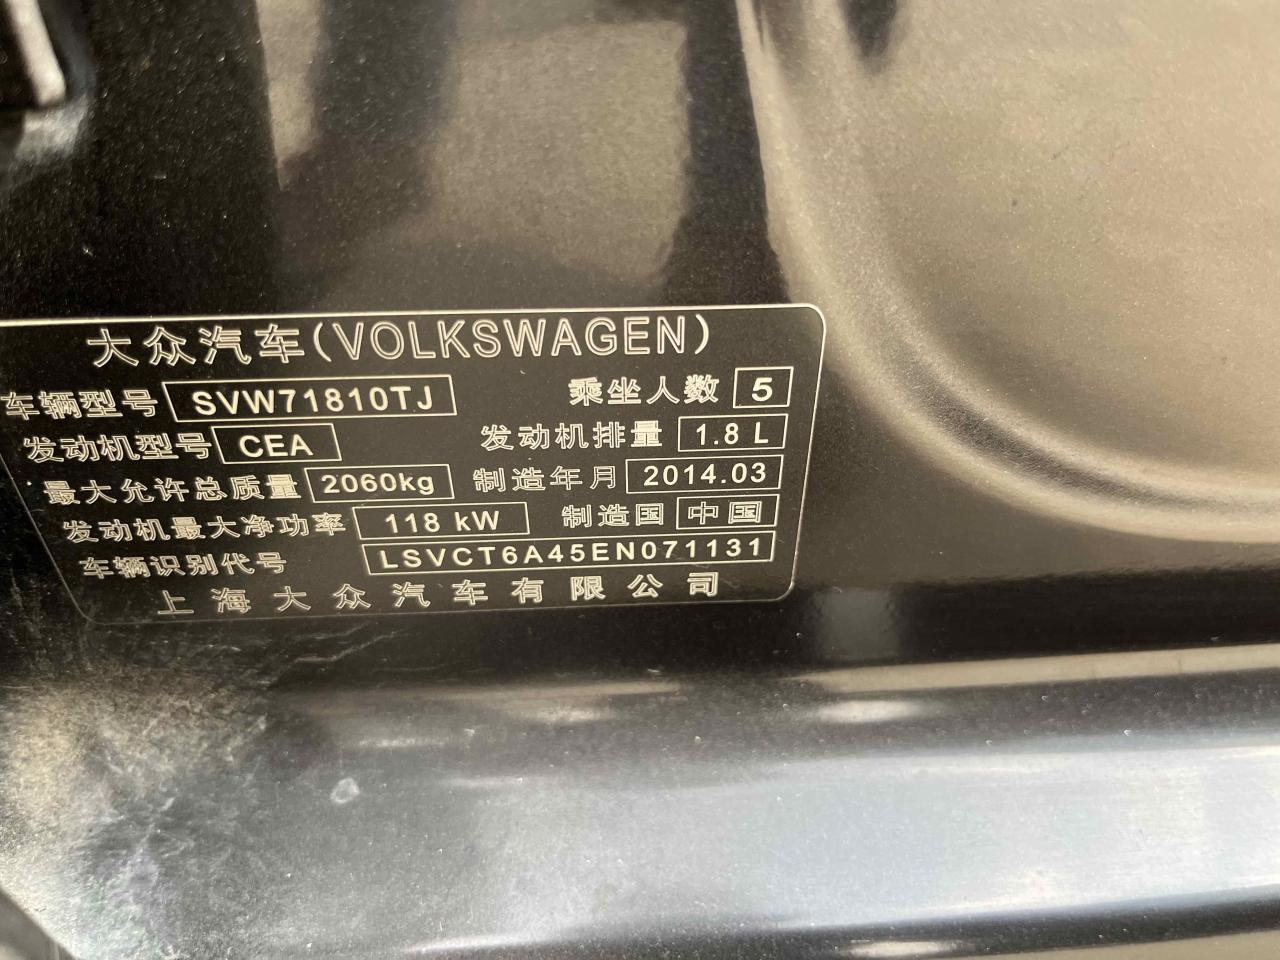 大众汽车(VOLKSWAGEN)
车辆型号 SVW71810TJ 乘坐人数 5
发动机型号 CEA 发动机排量 1.8 L
最大允许总质量 2060kg 制造年月 2014.03
发动机最大净功率 118 kW 制造国 中国
车辆识别代号 LSVCT6A45EN071131
上海大众汽车有限公司